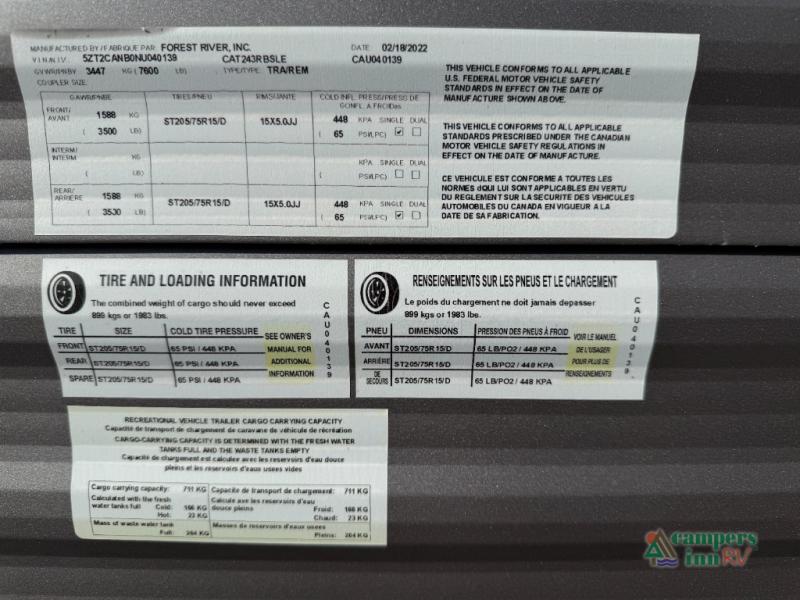 MANUFACTURED BY / FABRIQUE PAR: FOREST RIVER, INC. DATE 02/18/2022
V.I.N./N.I.V. 5ZT2CANB0NU040139 CAT243RBSLE CAU040139
GVWR/PNBV 3447 KG (7600 LB) TYPE/TYPE: TRA/REM
COUPLER SIZE:
GAWR/PNBE TIRES/PNEU RIMS/JANTE COLD INFL. PRESS/PRESS DE GONFL. A FROID
FRONT/AVANT 1588 KG ST205/75R15/D 15X5.0JJ 448 KPA SINGLE DUAL
( 3500 LB) ( 65 PSI/LPC)
INTERM/INTERM KG KPA SINGLE DUAL
( LB) ( PSI/LPC)
REAR/ARRIÈRE 1588 KG ST205/75R15/D 15X5.0JJ 448 KPA SINGLE DUAL
( 3500 LB) ( 65 PSI/LPC)
THIS VEHICLE CONFORMS TO ALL APPLICABLE
U.S. FEDERAL MOTOR VEHICLE SAFETY
STANDARDS IN EFFECT ON THE DATE OF
MANUFACTURE SHOWN ABOVE.
THIS VEHICLE CONFORMS TO ALL APPLICABLE
STANDARDS PRESCRIBED UNDER THE CANADIAN
MOTOR VEHICLE SAFETY REGULATIONS IN
EFFECT ON THE DATE OF MANUFACTURE.
CE VEHICULE EST CONFORME A TOUTES LES
NORMES dQUI LUI SONT APPLICABLES EN VERTU
DU REGLEMENT SUR LA SECURITE DES VEHICULES
AUTOMOBILES DU CANADA EN VIGUEUR A LA
DATE DE SA FABRICATION.
TIRE AND LOADING INFORMATION
The combined weight of cargo should never exceed
899 kgs or 1983 lbs.
TIRE SIZE COLD TIRE PRESSURE
FRONT ST205/75R15/D 65 PSI / 448 KPA
REAR ST205/75R15/D 65 PSI / 448 KPA
SPARE ST205/75R15/D 65 PSI / 448 KPA
SEE OWNER'S
MANUAL FOR
ADDITIONAL
INFORMATION
CAU040139
RENSEIGNEMENTS SUR LES PNEUS ET LE CHARGEMENT
Le poids du chargement ne doit jamais depasser
899 kgs or 1983 lbs.
PNEU DIMENSIONS PRESSION DES PNEUS À FROID
AVANT ST205/75R15/D 65 LB/PO2 / 448 KPA
ARRIÈRE ST205/75R15/D 65 LB/PO2 / 448 KPA
DE SECOURS ST205/75R15/D 65 LB/PO2 / 448 KPA
VOIR LE MANUEL
DE L'USAGER
POUR PLUS DE
RENSEIGNEMENTS
CAU040139
RECREATIONAL VEHICLE TRAILER CARGO CARRYING CAPACITY
Capacite de transport de chargement de caravane de véhicule de récréation
CARGO-CARRYING CAPACITY IS DETERMINED WITH THE FRESH WATER
TANKS FULL AND THE WASTE TANKS EMPTY
Capacite de chargement est calculee avec les reservoirs d'eau douce
pleins et les reservoirs d'eaux usees vides
Cargo carrying capacity: 711 KG
Calculated with the fresh
water tanks full Cold: 166 KG
Hot: 23 KG
Mass of waste water tank
Full: 264 KG
Capacite de transport de chargement: 711 KG
Calcule avec les reservoirs d'eau
douce pleins Froid: 166 KG
Chaud: 23 KG
Masses de reservoirs d'eaux usees
Pleins: 264 KG
campers
inn RV